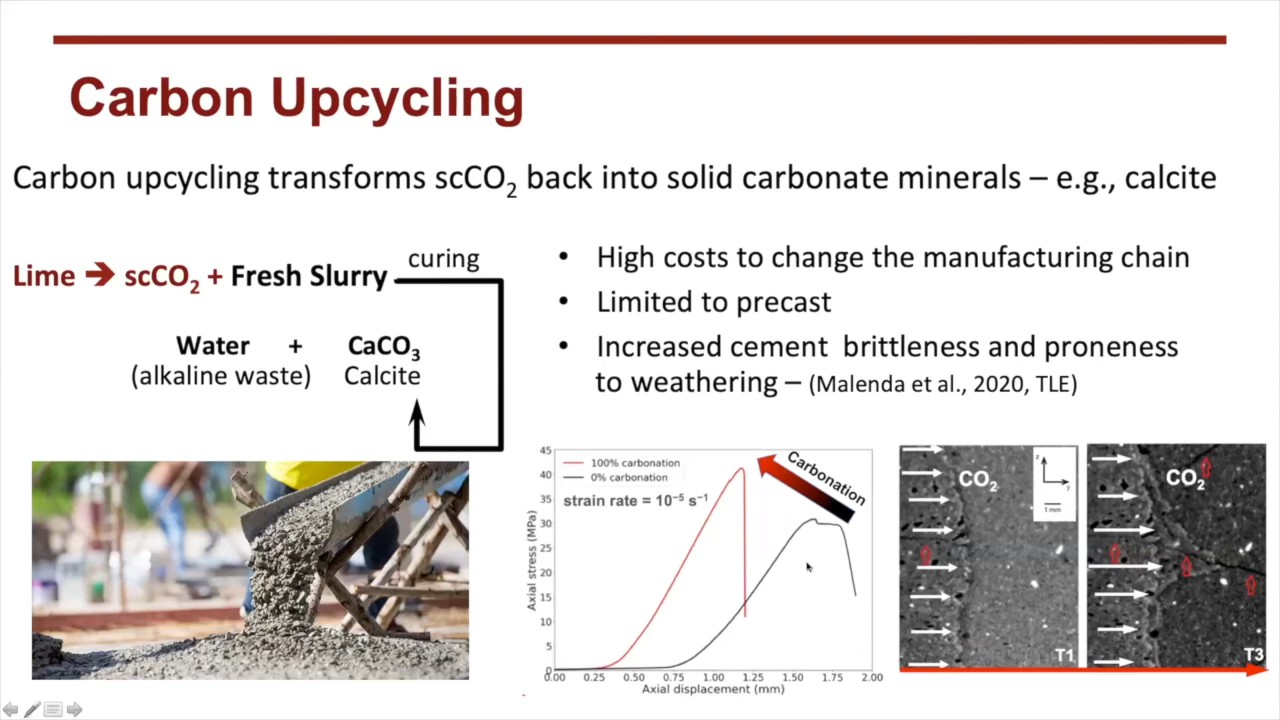 Carbon Upcycling
Carbon upcycling transforms scCO₂ back into solid carbonate minerals – e.g., calcite
Lime ➔ scCO₂ + Fresh Slurry
curing
Water + CaCO₃
(alkaline waste) Calcite
• High costs to change the manufacturing chain
• Limited to precast
• Increased cement brittleness and proneness
to weathering – (Malenda et al., 2020, TLE)
45
40
35
30
25
20
15
10
5
0
Axial stress (MPa)
100% carbonation
0% carbonation
strain rate = 10⁻⁵ s⁻¹
Carbonation
0.00 0.25 0.50 0.75 1.00 1.25 1.50 1.75 2.00
Axial displacement (mm)
CO₂
z
y
1 mm
T1
CO₂
T3